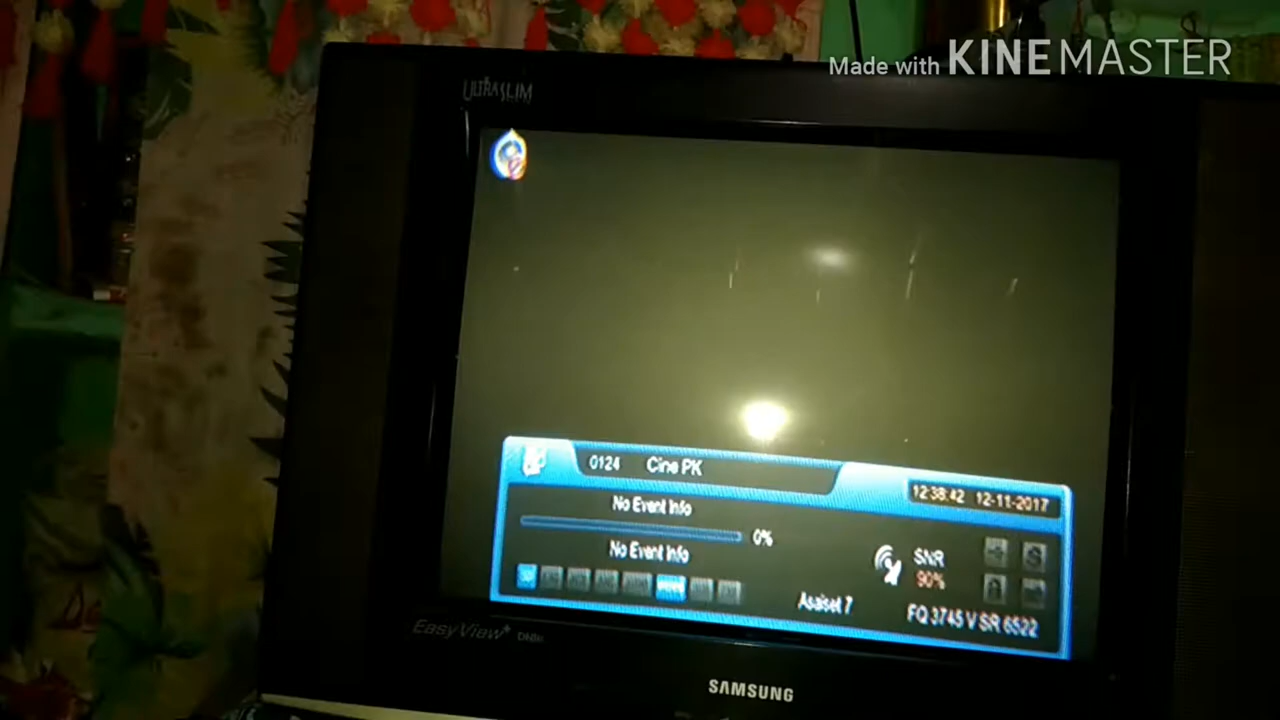 Made with KINEMASTER
ULTRASLIM
0124 Cine PK
12:38:42 12-11-2017
No Event Info
0%
No Event Info
SNR
90%
Asaiset 7
FQ 3745 V SR 6522
EasyView+
SAMSUNG